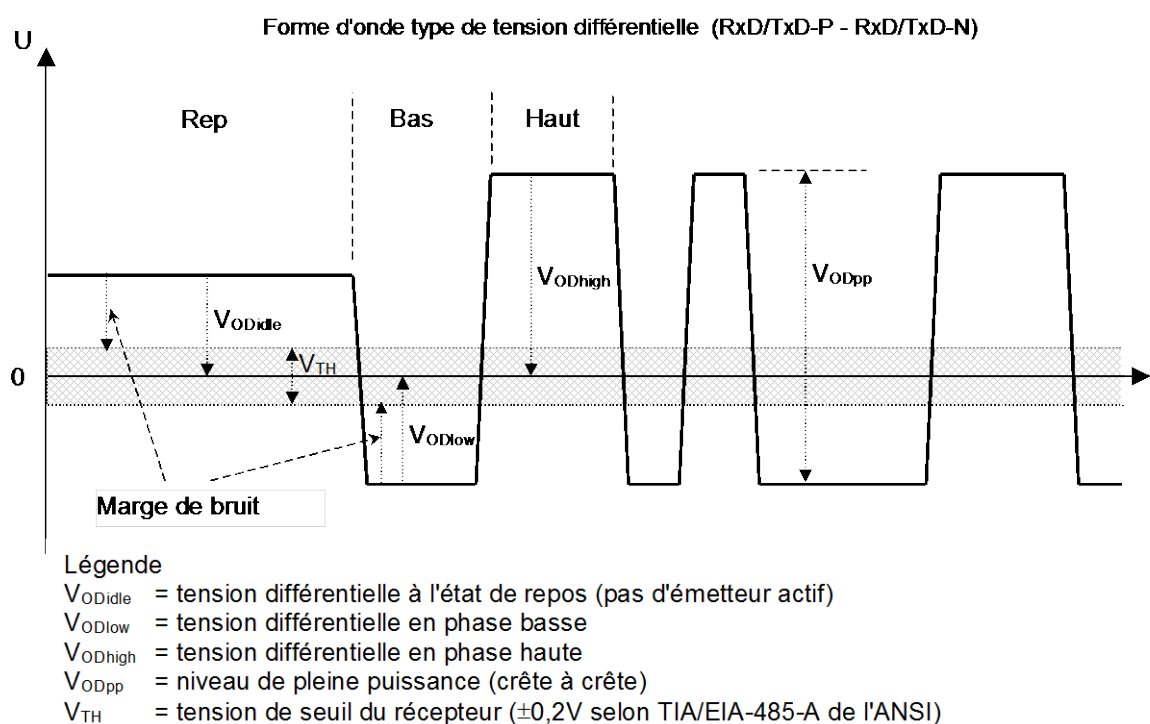 Forme d'onde type de tension différentielle (RxD/TxD-P - RxD/TxD-N)
U
Rep
Bas
Haut
VODhigh
VODpp
VODidle
VTH
0
VODlow
Marge de bruit
Légende
VODidle = tension différentielle à l'état de repos (pas d'émetteur actif)
VODlow = tension différentielle en phase basse
VODhigh = tension différentielle en phase haute
VODpp = niveau de pleine puissance (crête à crête)
VTH = tension de seuil du récepteur (±0,2V selon TIA/EIA-485-A de l'ANSI)